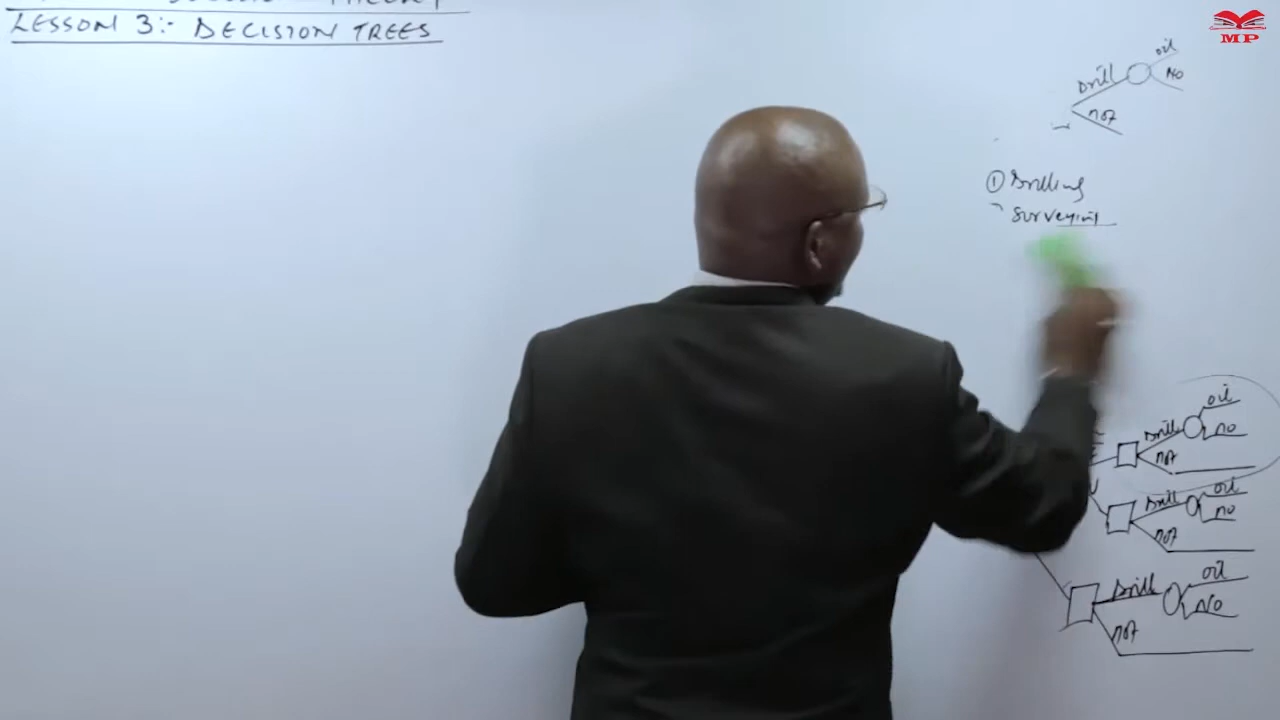 THEORY
LESSON 3:- DECISION TREES
MP
oil
Drill
No
not
① Drilling
Surveying
oil
Drill
no
not
oil
Drill
no
not
oil
Drill
No
not